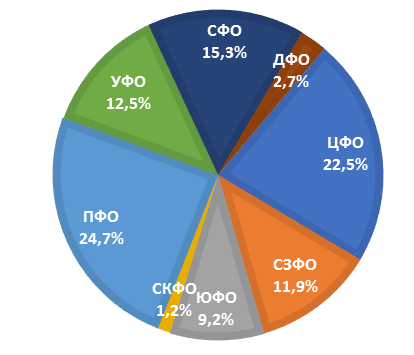 СФО
15,3%
ДФО
2,7%
ЦФО
22,5%
СЗФО
11,9%
ЮФО
9,2%
СКФО
1,2%
ПФО
24,7%
УФО
12,5%